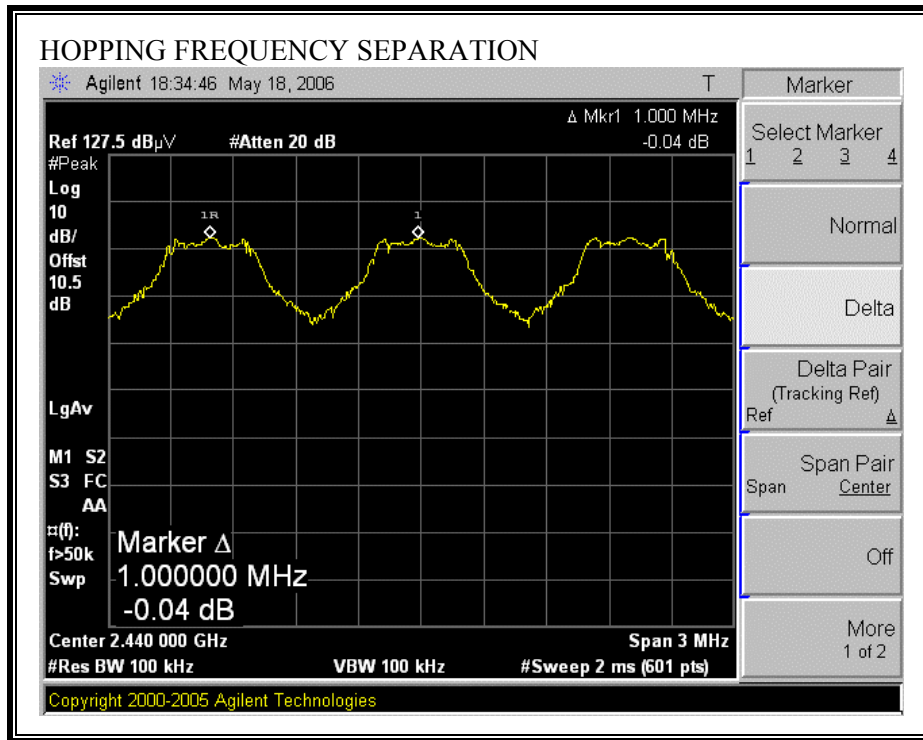 HOPPING FREQUENCY SEPARATION
Agilent 18:34:46 May 18, 2006 T
Δ Mkr1 1.000 MHz
Ref 127.5 dBµV #Atten 20 dB -0.04 dB
#Peak
Log
10
dB/
Offst
10.5
dB
1R
1
LgAv
M1 S2
S3 FC
AA
¤(f):
f>50k
Swp
Marker Δ
1.000000 MHz
-0.04 dB
Center 2.440 000 GHz Span 3 MHz
#Res BW 100 kHz VBW 100 kHz #Sweep 2 ms (601 pts)
Copyright 2000-2005 Agilent Technologies
Marker
Select Marker
1 2 3 4
Normal
Delta
Delta Pair
(Tracking Ref)
Ref Δ
Span Pair
Span Center
Off
More
1 of 2